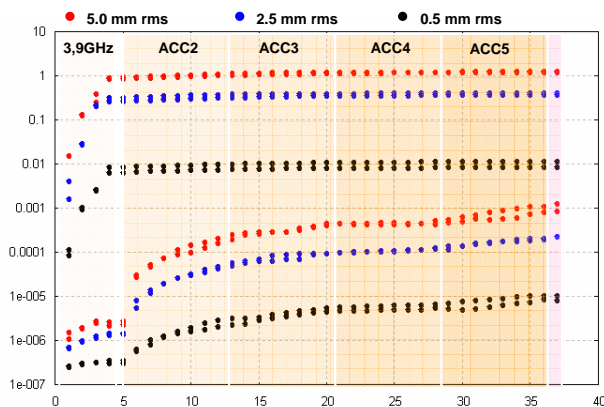 5.0 mm rms 2.5 mm rms 0.5 mm rms
10
3,9GHz ACC2 ACC3 ACC4 ACC5
1
0.1
0.01
0.001
0.0001
1e-005
1e-006
1e-007
0 5 10 15 20 25 30 35 40